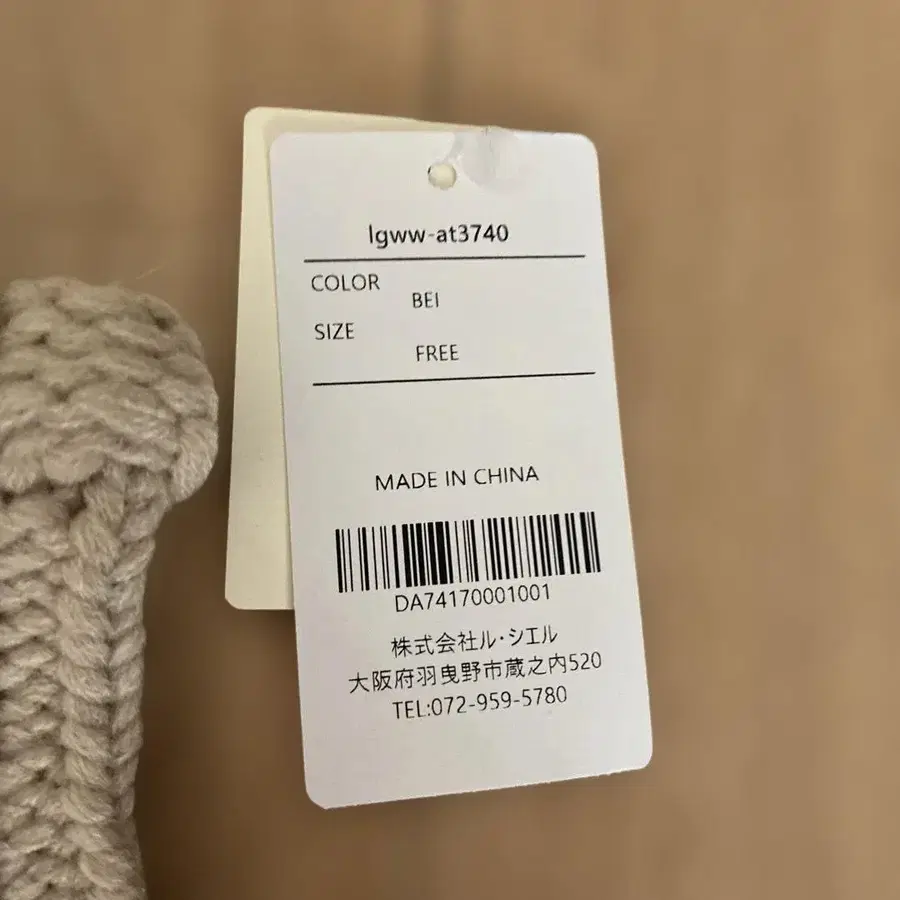 lgww-at3740
COLOR
BEI
SIZE
FREE
MADE IN CHINA
DA74170001001
株式会社ル・シエル
大阪府羽曳野市蔵之内520
TEL:072-959-5780